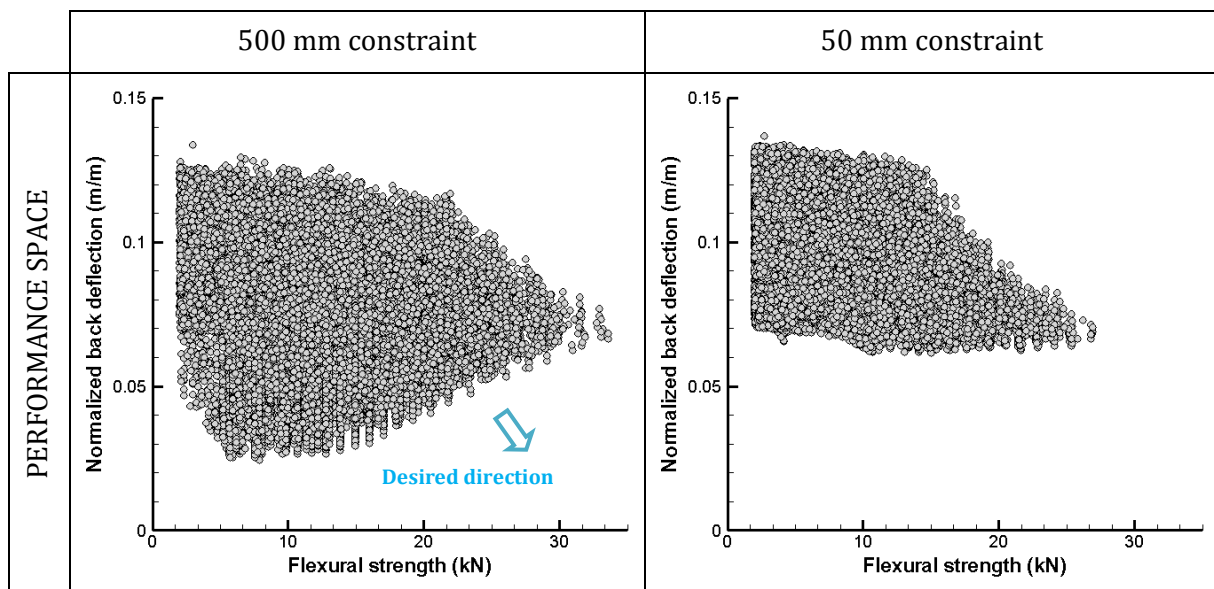 500 mm constraint
50 mm constraint
PERFORMANCE SPACE
Normalized back deflection (m/m)
0.15
0.1
0.05
0
0
10
20
30
Flexural strength (kN)
Desired direction
Normalized back deflection (m/m)
0.15
0.1
0.05
0
0
10
20
30
Flexural strength (kN)